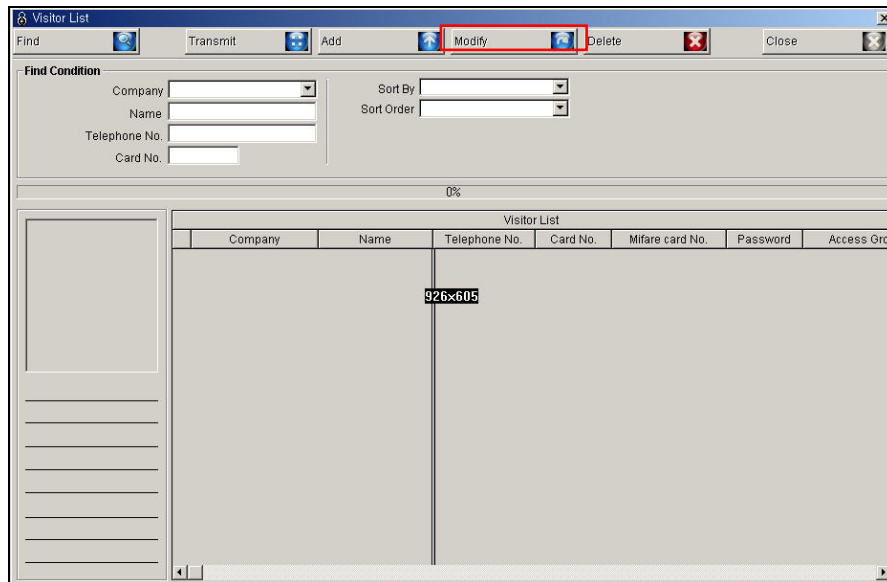 Visitor List
Find Transmit Add Modify Delete Close
Find Condition
Company Sort By
Name Sort Order
Telephone No.
Card No.
0%
Visitor List
Company Name Telephone No. Card No. Mifare card No. Password Access Gro
926x605